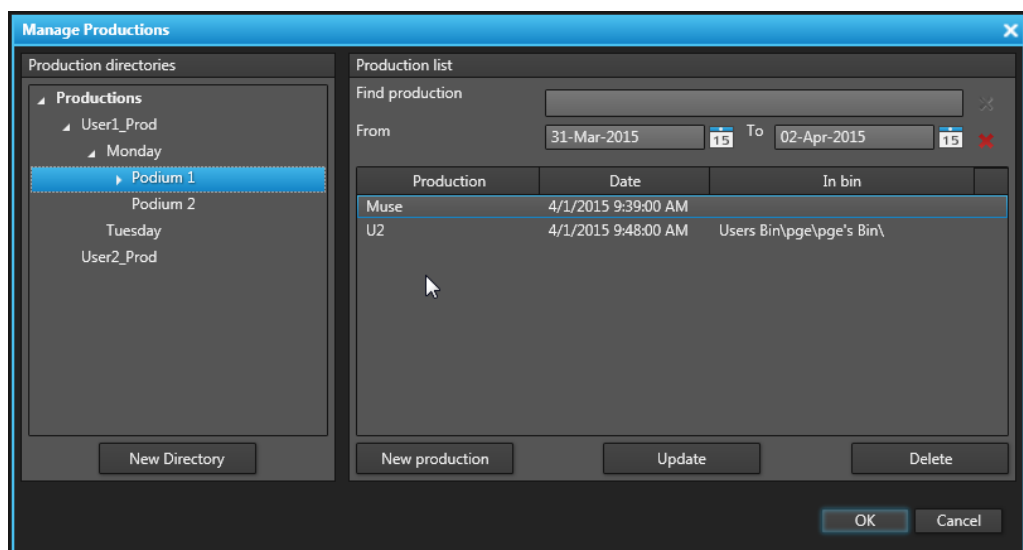 Manage Productions
Production directories
Productions
User1_Prod
Monday
Podium 1
Podium 2
Tuesday
User2_Prod
New Directory
Production list
Find production
From 31-Mar-2015 15 To 02-Apr-2015 15
Production Date In bin
Muse 4/1/2015 9:39:00 AM
U2 4/1/2015 9:48:00 AM Users Bin\pge\pge's Bin\
New production Update Delete
OK Cancel